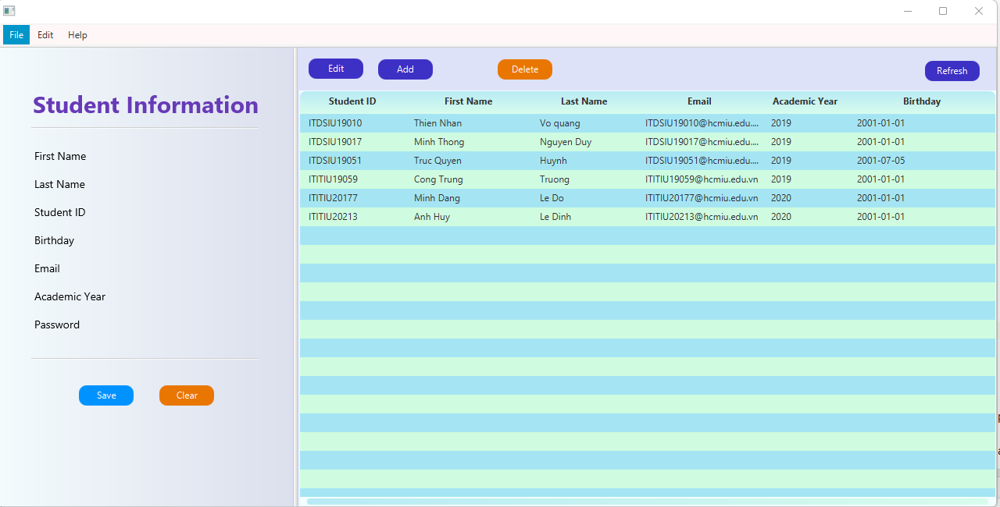 File Edit Help
Student Information
First Name
Last Name
Student ID
Birthday
Email
Academic Year
Password
Save Clear
Edit Add Delete Refresh
Student ID First Name Last Name Email Academic Year Birthday
ITDSIU19010 Thien Nhan Vo quang ITDSIU19010@hcmiu.edu.... 2019 2001-01-01
ITDSIU19017 Minh Thong Nguyen Duy ITDSIU19017@hcmiu.edu.... 2019 2001-01-01
ITDSIU19051 Truc Quyen Huynh ITDSIU19051@hcmiu.edu.... 2019 2001-07-05
ITITIU19059 Cong Trung Truong ITITIU19059@hcmiu.edu.vn 2019 2001-01-01
ITITIU20177 Minh Dang Le Do ITITIU20177@hcmiu.edu.vn 2020 2001-01-01
ITITIU20213 Anh Huy Le Dinh ITITIU20213@hcmiu.edu.vn 2020 2001-01-01